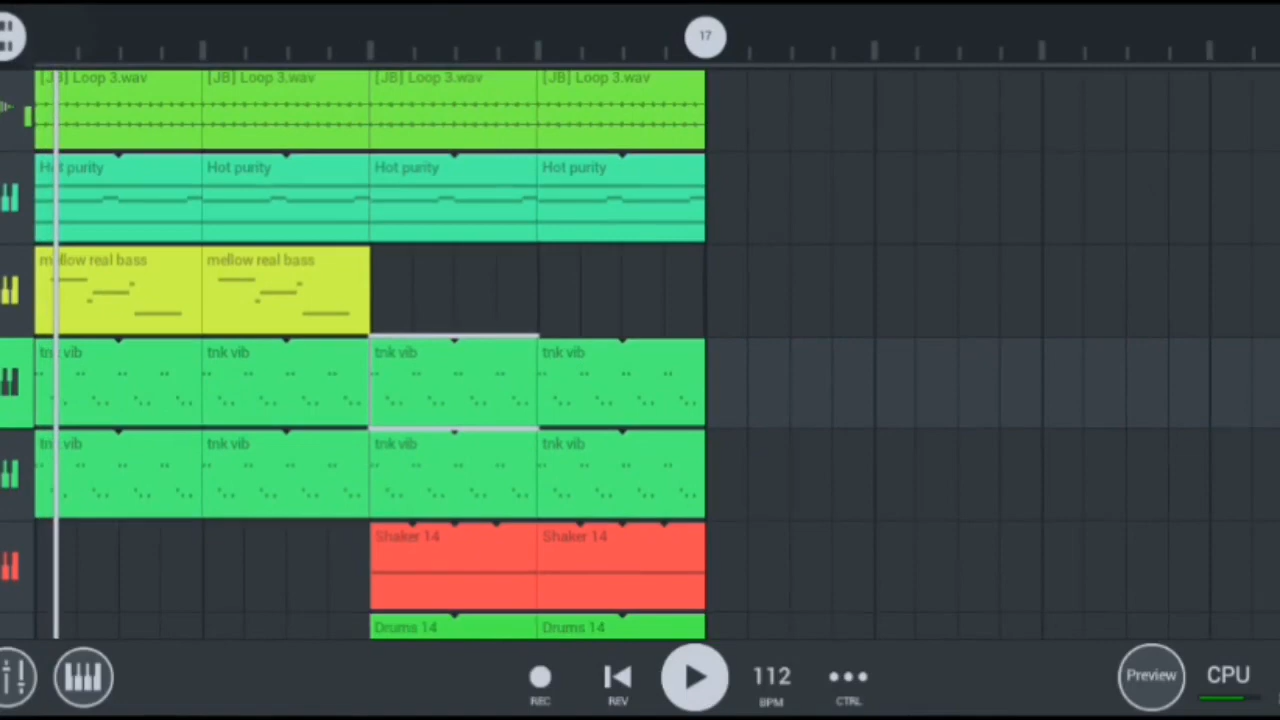 17
[JB] Loop 3.wav [JB] Loop 3.wav [JB] Loop 3.wav [JB] Loop 3.wav
Hot purity Hot purity Hot purity Hot purity
mellow real bass mellow real bass
tnk vib tnk vib tnk vib tnk vib
tnk vib tnk vib tnk vib tnk vib
Shaker 14 Shaker 14
Drums 14 Drums 14
112 Preview CPU
REC REV BPM CTRL